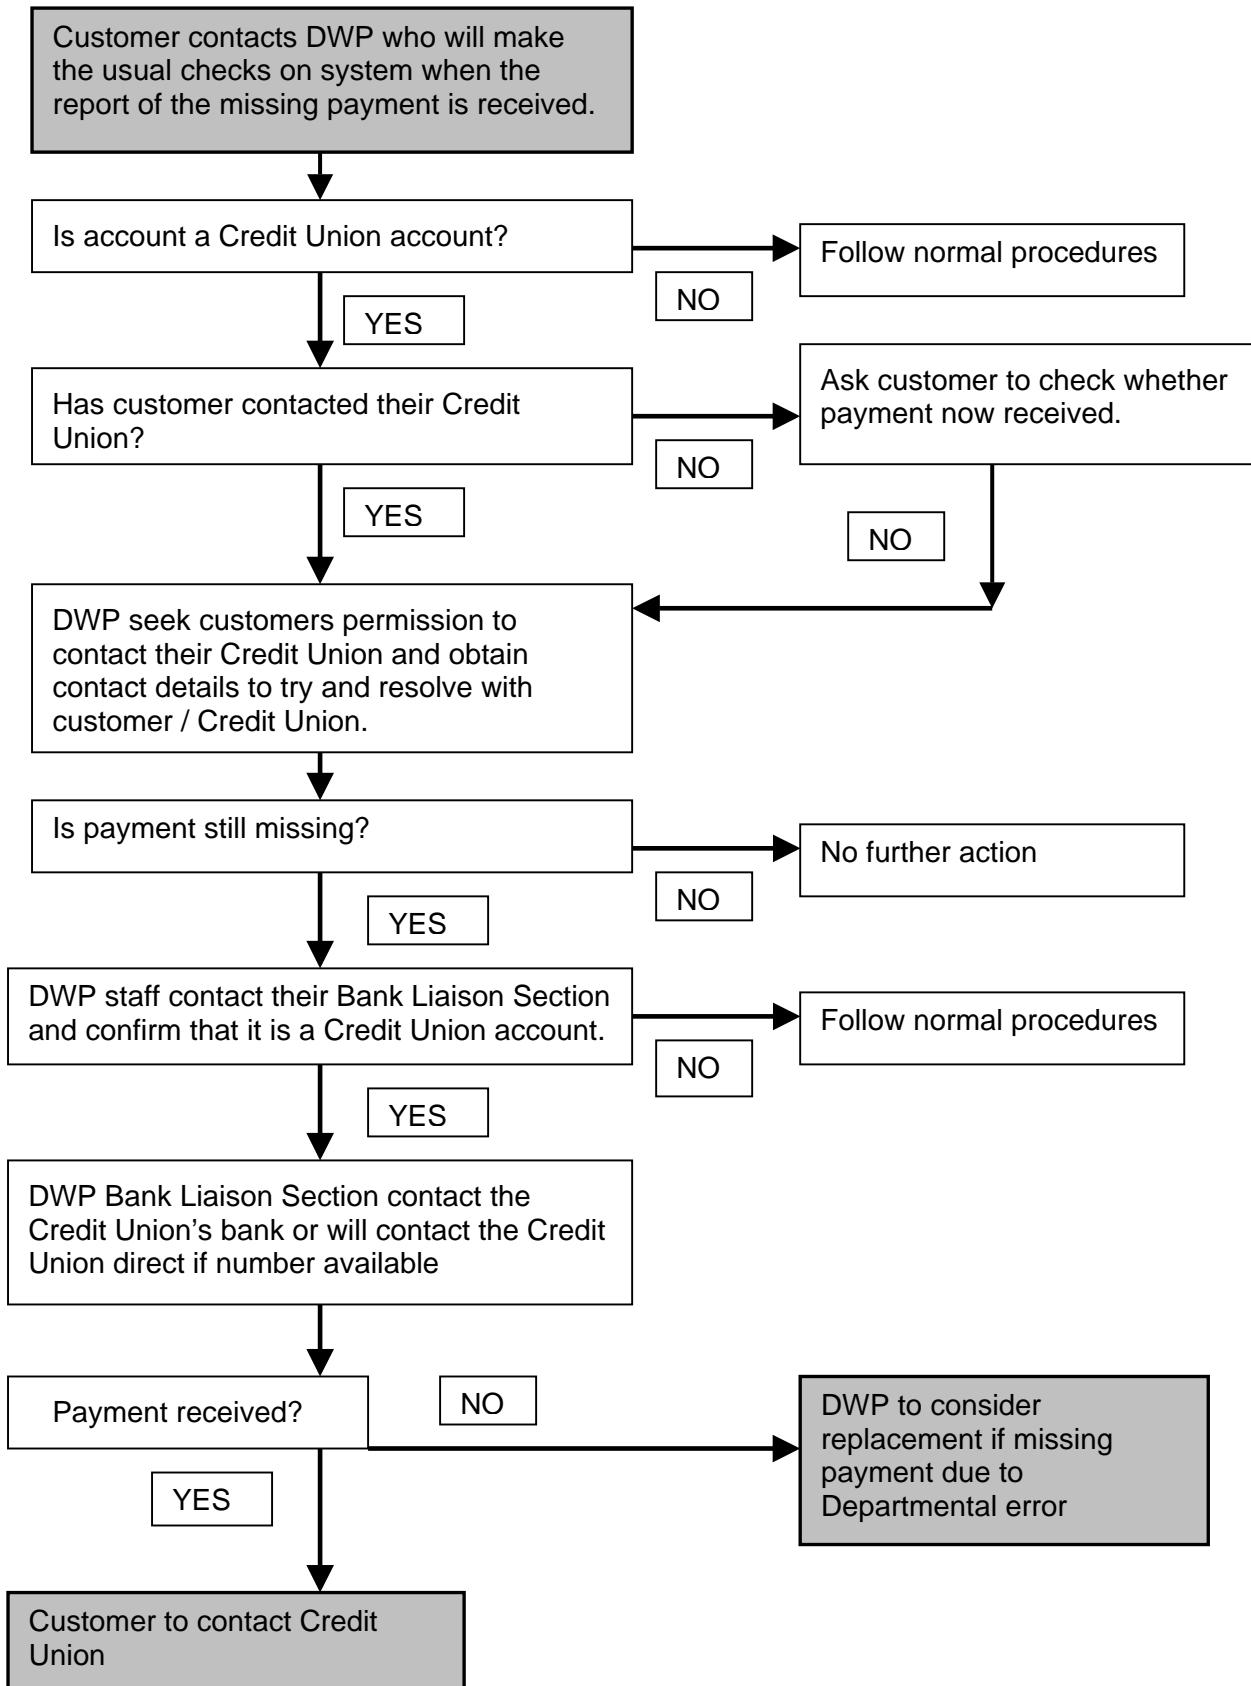 Customer contacts DWP who will make
the usual checks on system when the
report of the missing payment is received.
Is account a Credit Union account?
Follow normal procedures
NO
YES
Ask customer to check whether
payment now received.
Has customer contacted their Credit
Union?
NO
YES
NO
DWP seek customers permission to
contact their Credit Union and obtain
contact details to try and resolve with
customer / Credit Union.
Is payment still missing?
No further action
NO
YES
DWP staff contact their Bank Liaison Section
and confirm that it is a Credit Union account.
Follow normal procedures
NO
YES
DWP Bank Liaison Section contact the
Credit Union’s bank or will contact the Credit
Union direct if number available
Payment received?
NO
DWP to consider
replacement if missing
payment due to
Departmental error
YES
Customer to contact Credit
Union